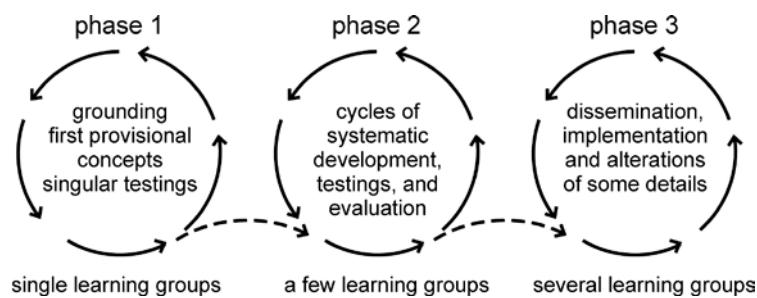 phase 1
grounding
first provisional
concepts
singular testings
single learning groups
phase 2
cycles of
systematic
development,
testings, and
evaluation
a few learning groups
phase 3
dissemination,
implementation
and alterations
of some details
several learning groups